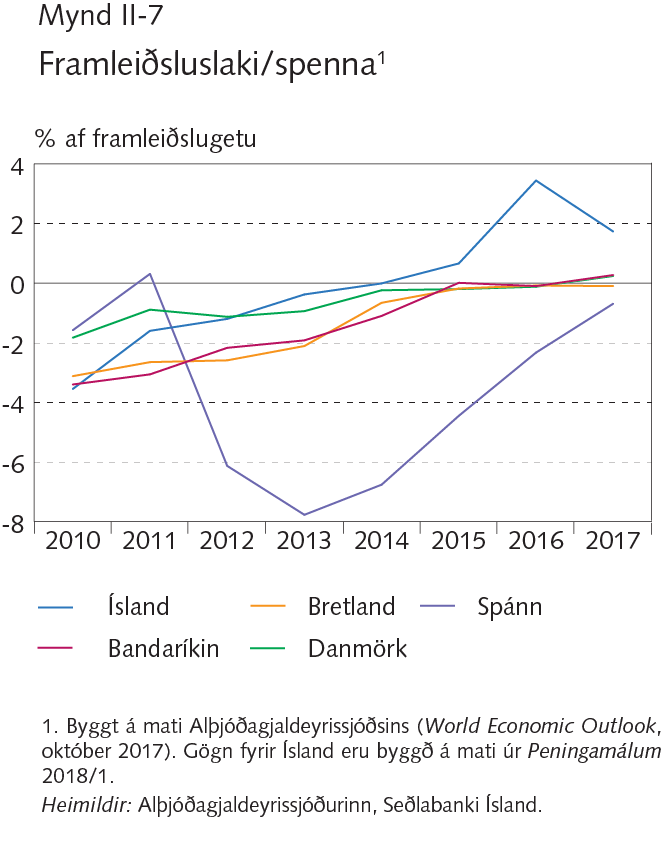 Mynd II-7
Framleiðsluslaki/spenna¹
% af framleiðslugetu
4
2
0
-2
-4
-6
-8
2010 2011 2012 2013 2014 2015 2016 2017
Ísland Bretland Spánn
Bandaríkin Danmörk
1. Byggt á mati Alþjóðagjaldeyrissjóðsins (World Economic Outlook,
október 2017). Gögn fyrir Ísland eru byggð á mati úr Peningamálum
2018/1.
Heimildir: Alþjóðagjaldeyrissjóðurinn, Seðlabanki Ísland.